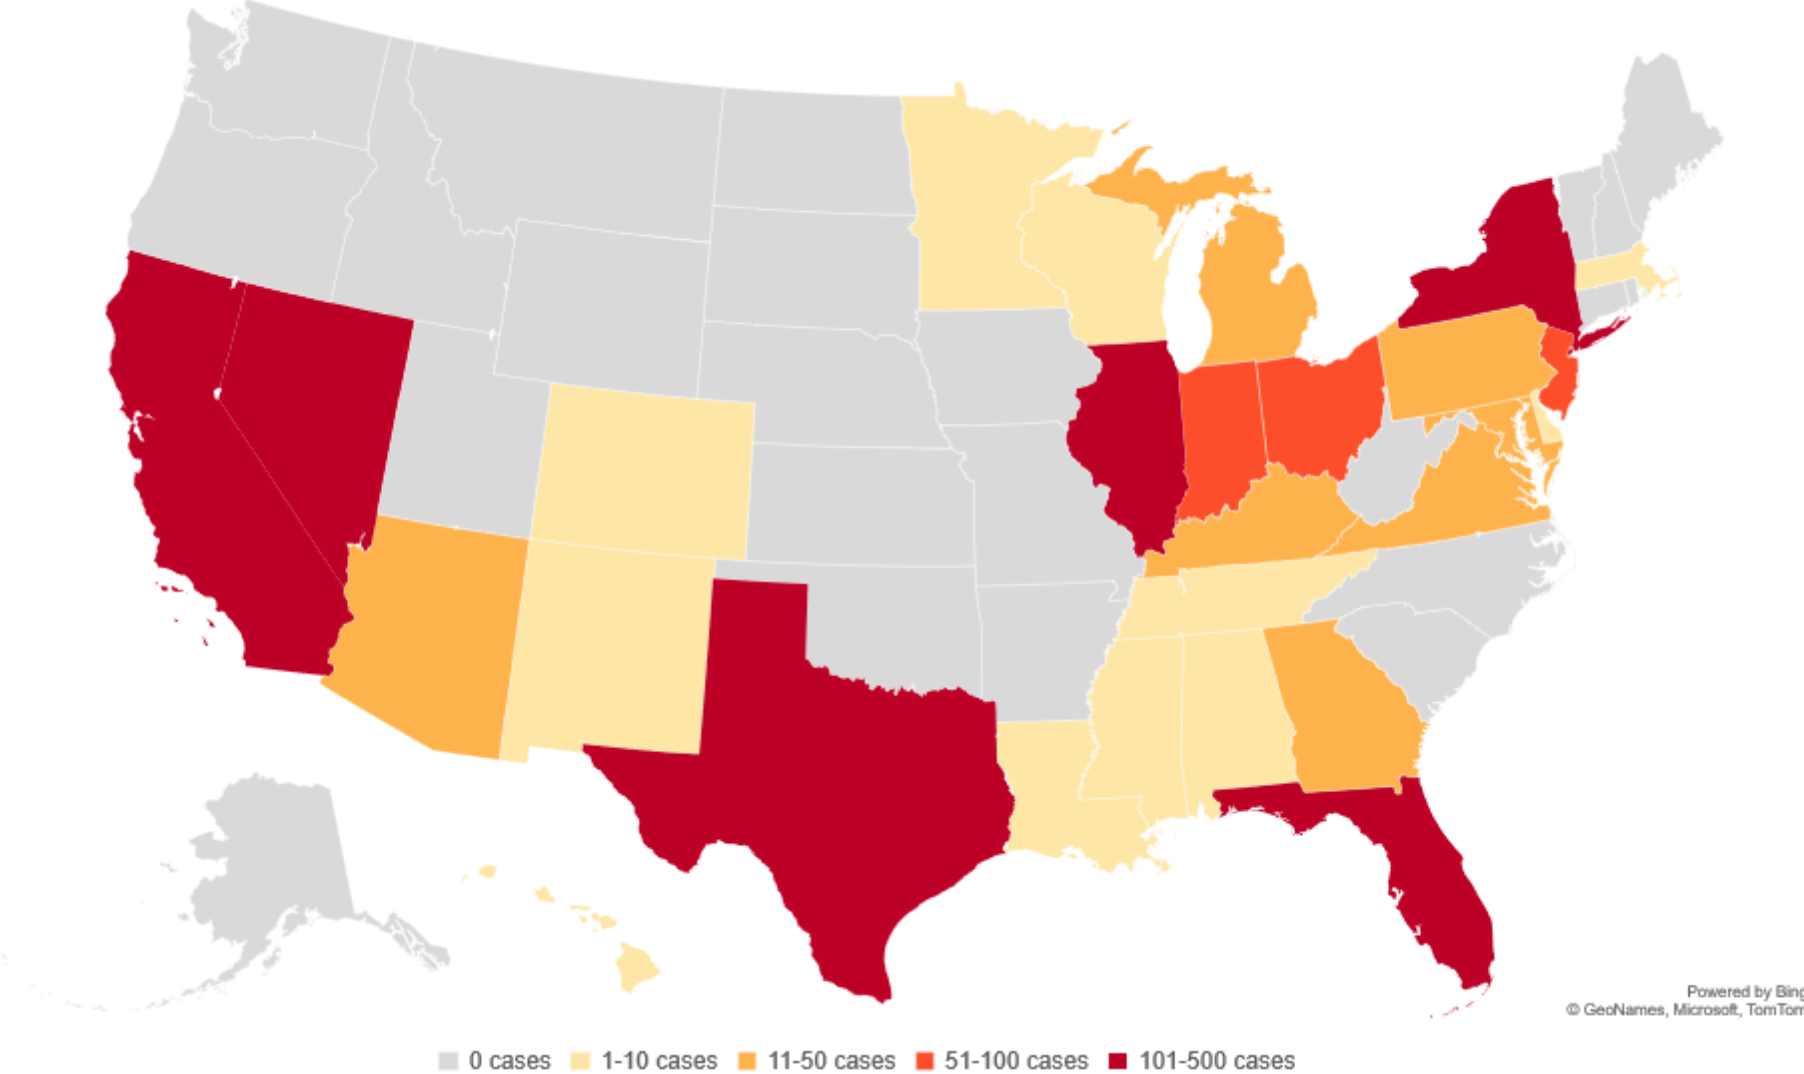 Powered by Bing
© GeoNames, Microsoft, TomTom
0 cases 1-10 cases 11-50 cases 51-100 cases 101-500 cases